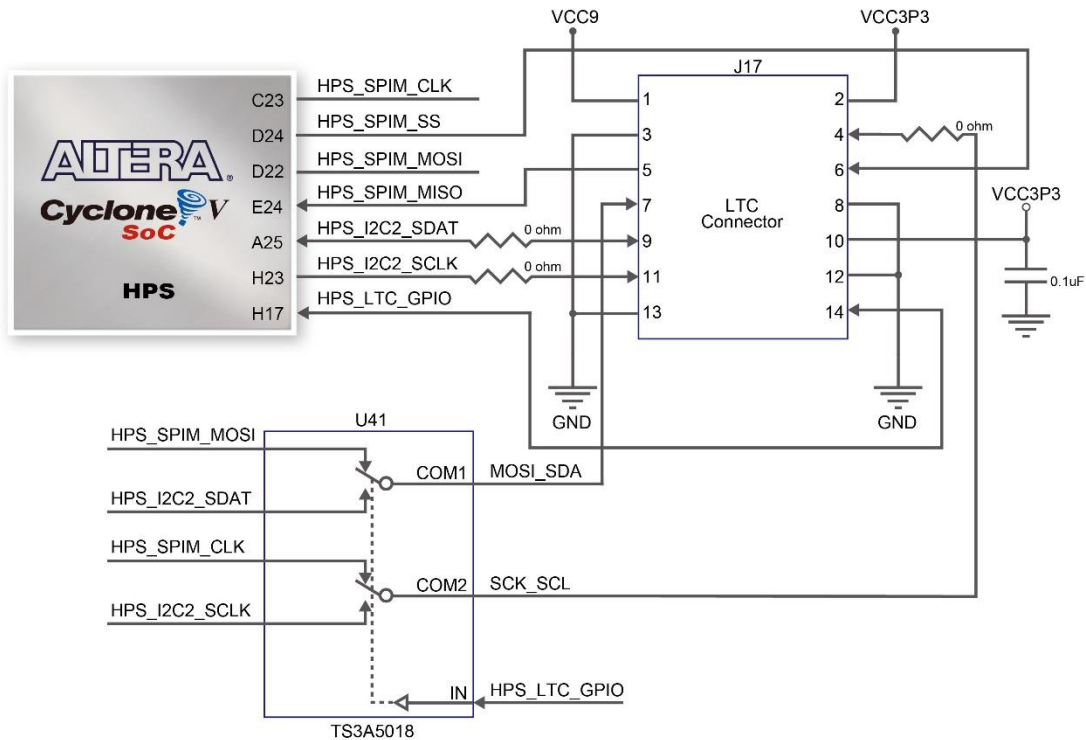 VCC9
VCC3P3
J17
HPS_SPIM_CLK
C23
1
2
HPS_SPIM_SS
D24
3
4
0 ohm
ALTERA®
HPS_SPIM_MOSI
D22
5
6
Cyclone™ V
SoC
HPS_SPIM_MISO
E24
7
LTC
Connector
8
VCC3P3
HPS_I2C2_SDAT
A25
0 ohm
9
10
HPS
HPS_I2C2_SCLK
H23
0 ohm
11
12
0.1uF
HPS_LTC_GPIO
H17
13
14
GND
GND
U41
HPS_SPIM_MOSI
COM1
MOSI_SDA
HPS_I2C2_SDAT
HPS_SPIM_CLK
COM2
SCK_SCL
HPS_I2C2_SCLK
IN
HPS_LTC_GPIO
TS3A5018